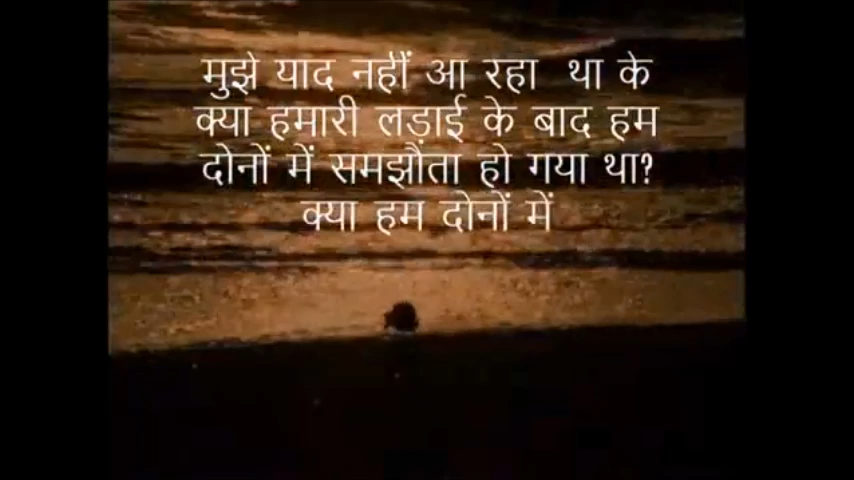 मुझे याद नहीं आ रहा था के
क्या हमारी लड़ाई के बाद हम
दोनों में समझौता हो गया था?
क्या हम दोनों में